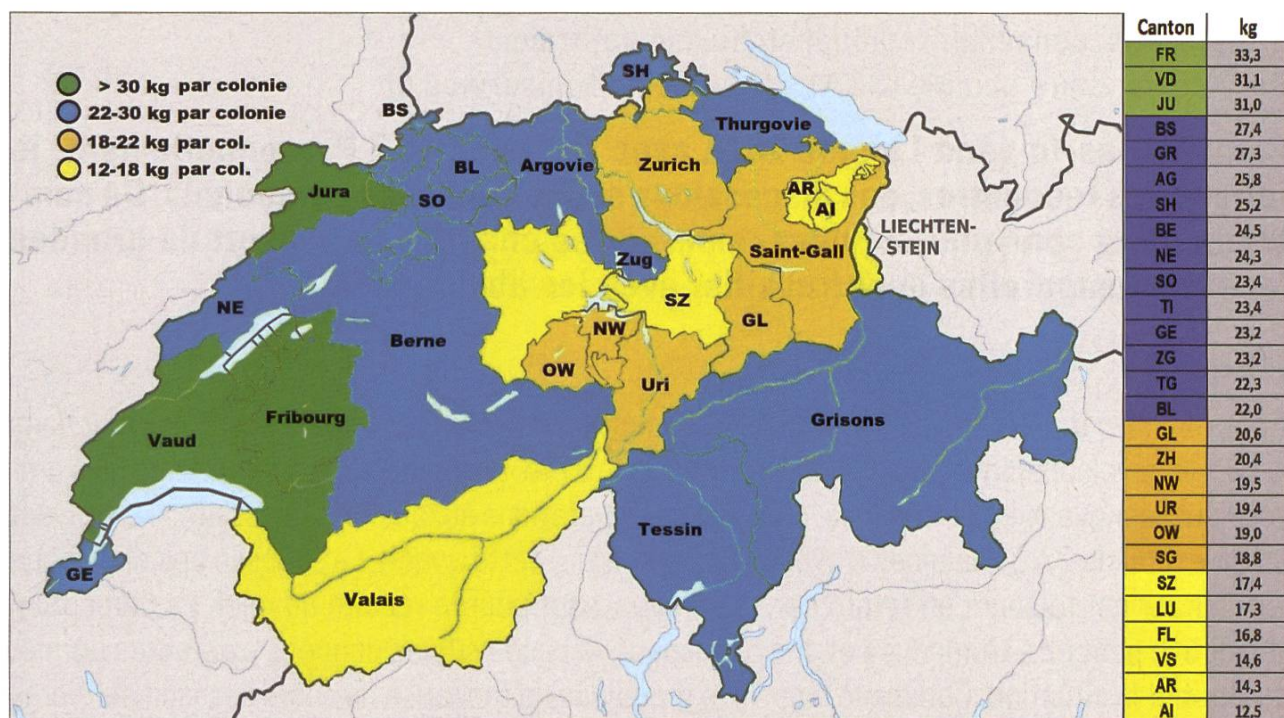 > 30 kg par colonie
22-30 kg par colonie
18-22 kg par col.
12-18 kg par col.
SH
BS
Thurgovie
BL
Argovie
Zurich
Jura
SO
AR
AI
LIECHTEN-
STEIN
Saint-Gall
Zug
NE
SZ
NW
GL
Berne
OW
Uri
Fribourg
Grisons
Vaud
Tessin
GE
Valais
Canton kg
FR 33,3
VD 31,1
JU 31,0
BS 27,4
GR 27,3
AG 25,8
SH 25,2
BE 24,5
NE 24,3
SO 23,4
TI 23,4
GE 23,2
ZG 23,2
TG 22,3
BL 22,0
GL 20,6
ZH 20,4
NW 19,5
UR 19,4
OW 19,0
SG 18,8
SZ 17,4
LU 17,3
FL 16,8
VS 14,6
AR 14,3
AI 12,5